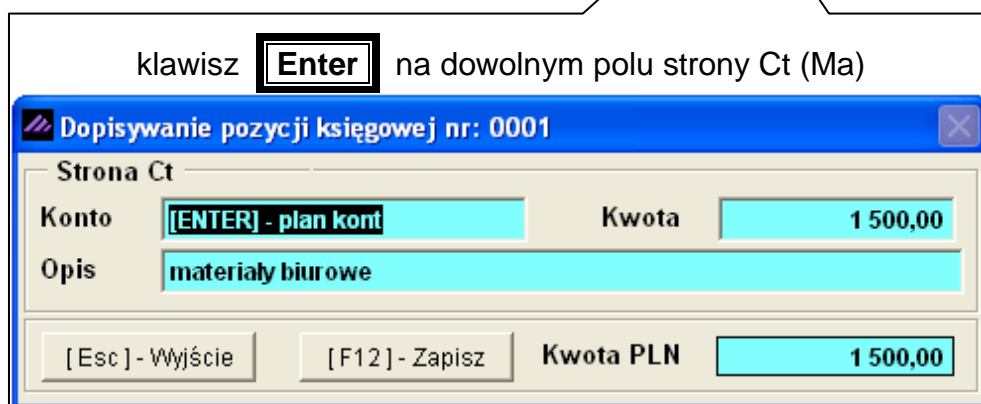 klawisz Enter na dowolnym polu strony Ct (Ma)
Dopisywanie pozycji księgowej nr: 0001
Strona Ct
Konto [ENTER] - plan kont Kwota 1 500,00
Opis materiały biurowe
[Esc] - Wyjście [F12] - Zapisz Kwota PLN 1 500,00